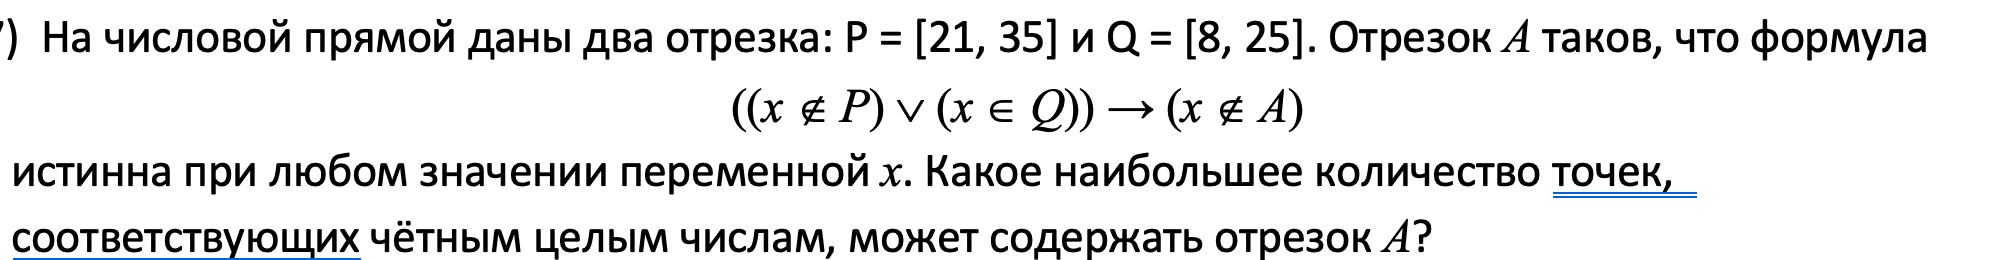 ) На числовой прямой даны два отрезка: P = [21, 35] и Q = [8, 25]. Отрезок A таков, что формула
((x ∉ P) ∨ (x ∈ Q)) → (x ∉ A)
истинна при любом значении переменной x. Какое наибольшее количество точек,
соответствующих чётным целым числам, может содержать отрезок A?